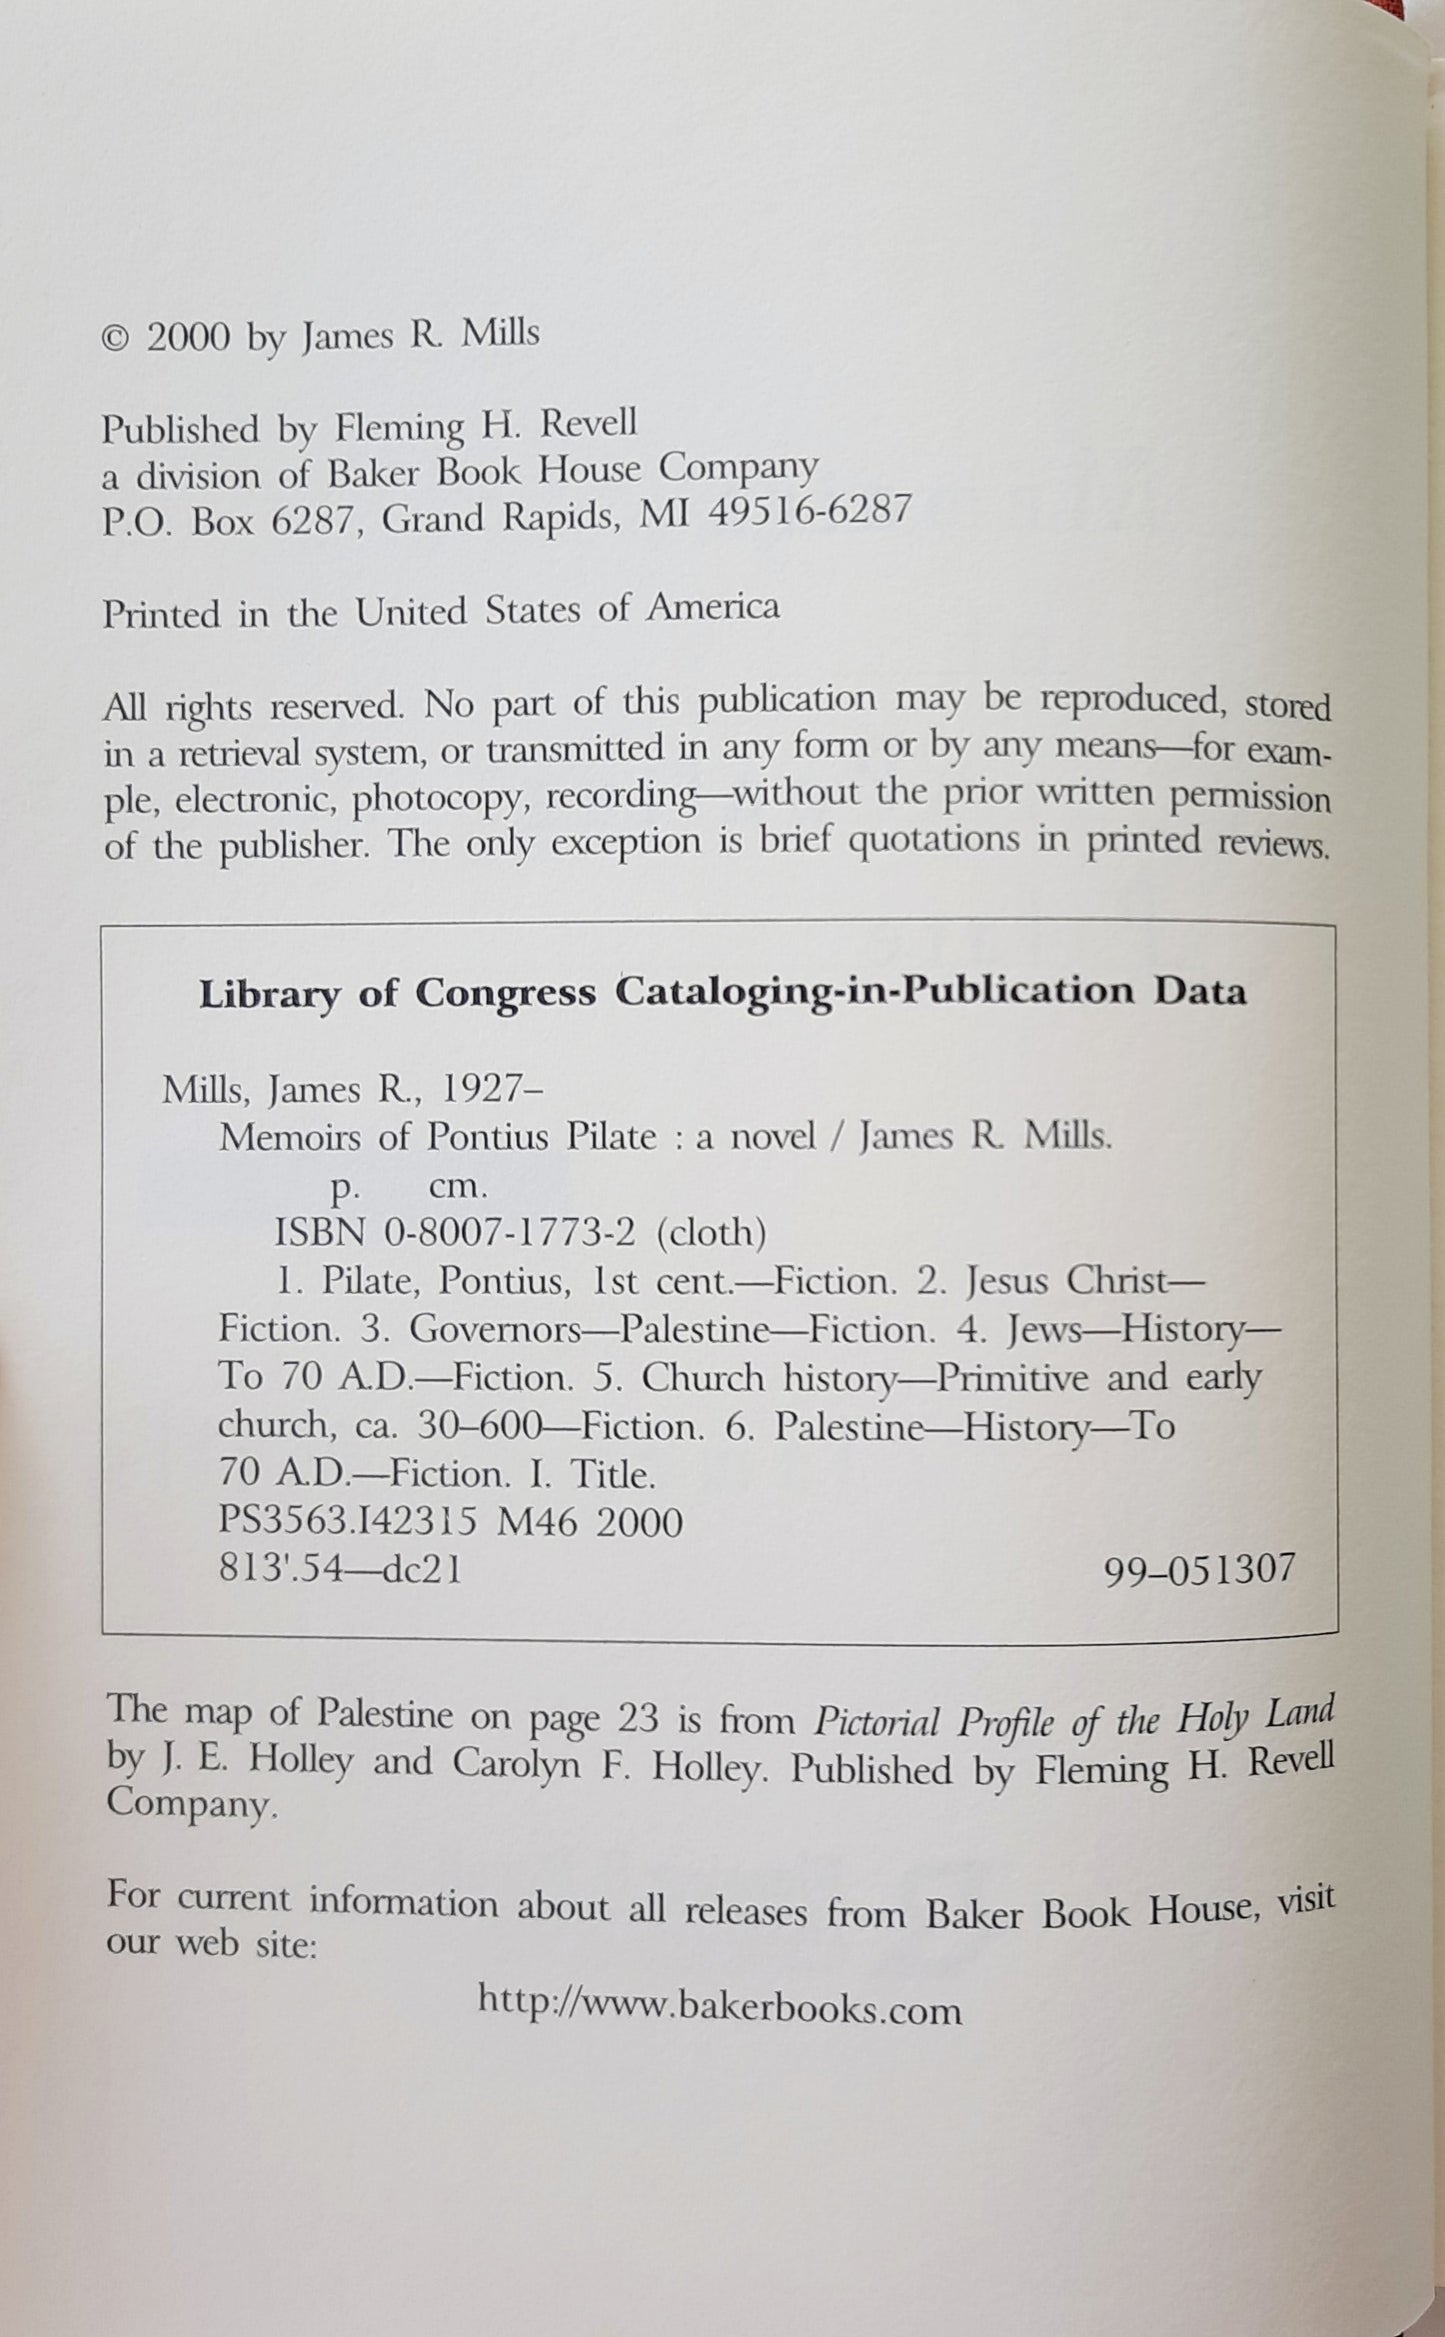 © 2000 by James R. Mills
Published by Fleming H. Revell
a division of Baker Book House Company
P.O. Box 6287, Grand Rapids, MI 49516-6287
Printed in the United States of America
All rights reserved. No part of this publication may be reproduced, stored
in a retrieval system, or transmitted in any form or by any means—for exam-
ple, electronic, photocopy, recording—without the prior written permission
of the publisher. The only exception is brief quotations in printed reviews.
Library of Congress Cataloging-in-Publication Data
Mills, James R., 1927–
Memoirs of Pontius Pilate : a novel / James R. Mills.
p. cm.
ISBN 0-8007-1773-2 (cloth)
1. Pilate, Pontius, 1st cent.—Fiction. 2. Jesus Christ—
Fiction. 3. Governors—Palestine—Fiction. 4. Jews—History—
To 70 A.D.—Fiction. 5. Church history—Primitive and early
church, ca. 30–600—Fiction. 6. Palestine—History—To
70 A.D.—Fiction. I. Title.
PS3563.I42315 M46 2000
813'.54—dc21 99–051307
The map of Palestine on page 23 is from Pictorial Profile of the Holy Land
by J. E. Holley and Carolyn F. Holley. Published by Fleming H. Revell
Company.
For current information about all releases from Baker Book House, visit
our web site:
http://www.bakerbooks.com